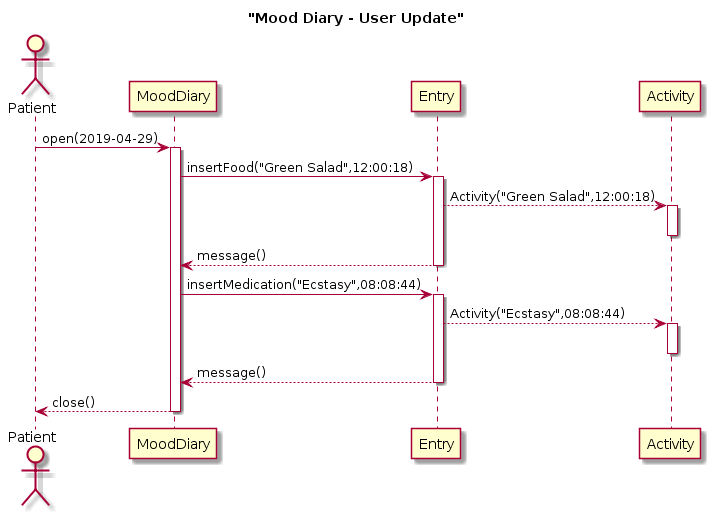 "Mood Diary - User Update"
Patient
MoodDiary
Entry
Activity
open(2019-04-29)
insertFood("Green Salad",12:00:18)
Activity("Green Salad",12:00:18)
message()
insertMedication("Ecstasy",08:08:44)
Activity("Ecstasy",08:08:44)
message()
close()
Patient
MoodDiary
Entry
Activity